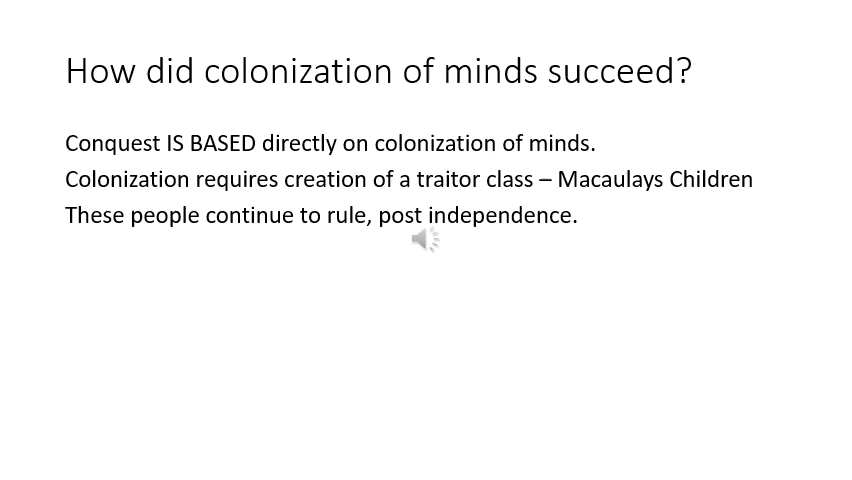 How did colonization of minds succeed?
Conquest IS BASED directly on colonization of minds.
Colonization requires creation of a traitor class – Macaulays Children
These people continue to rule, post independence.